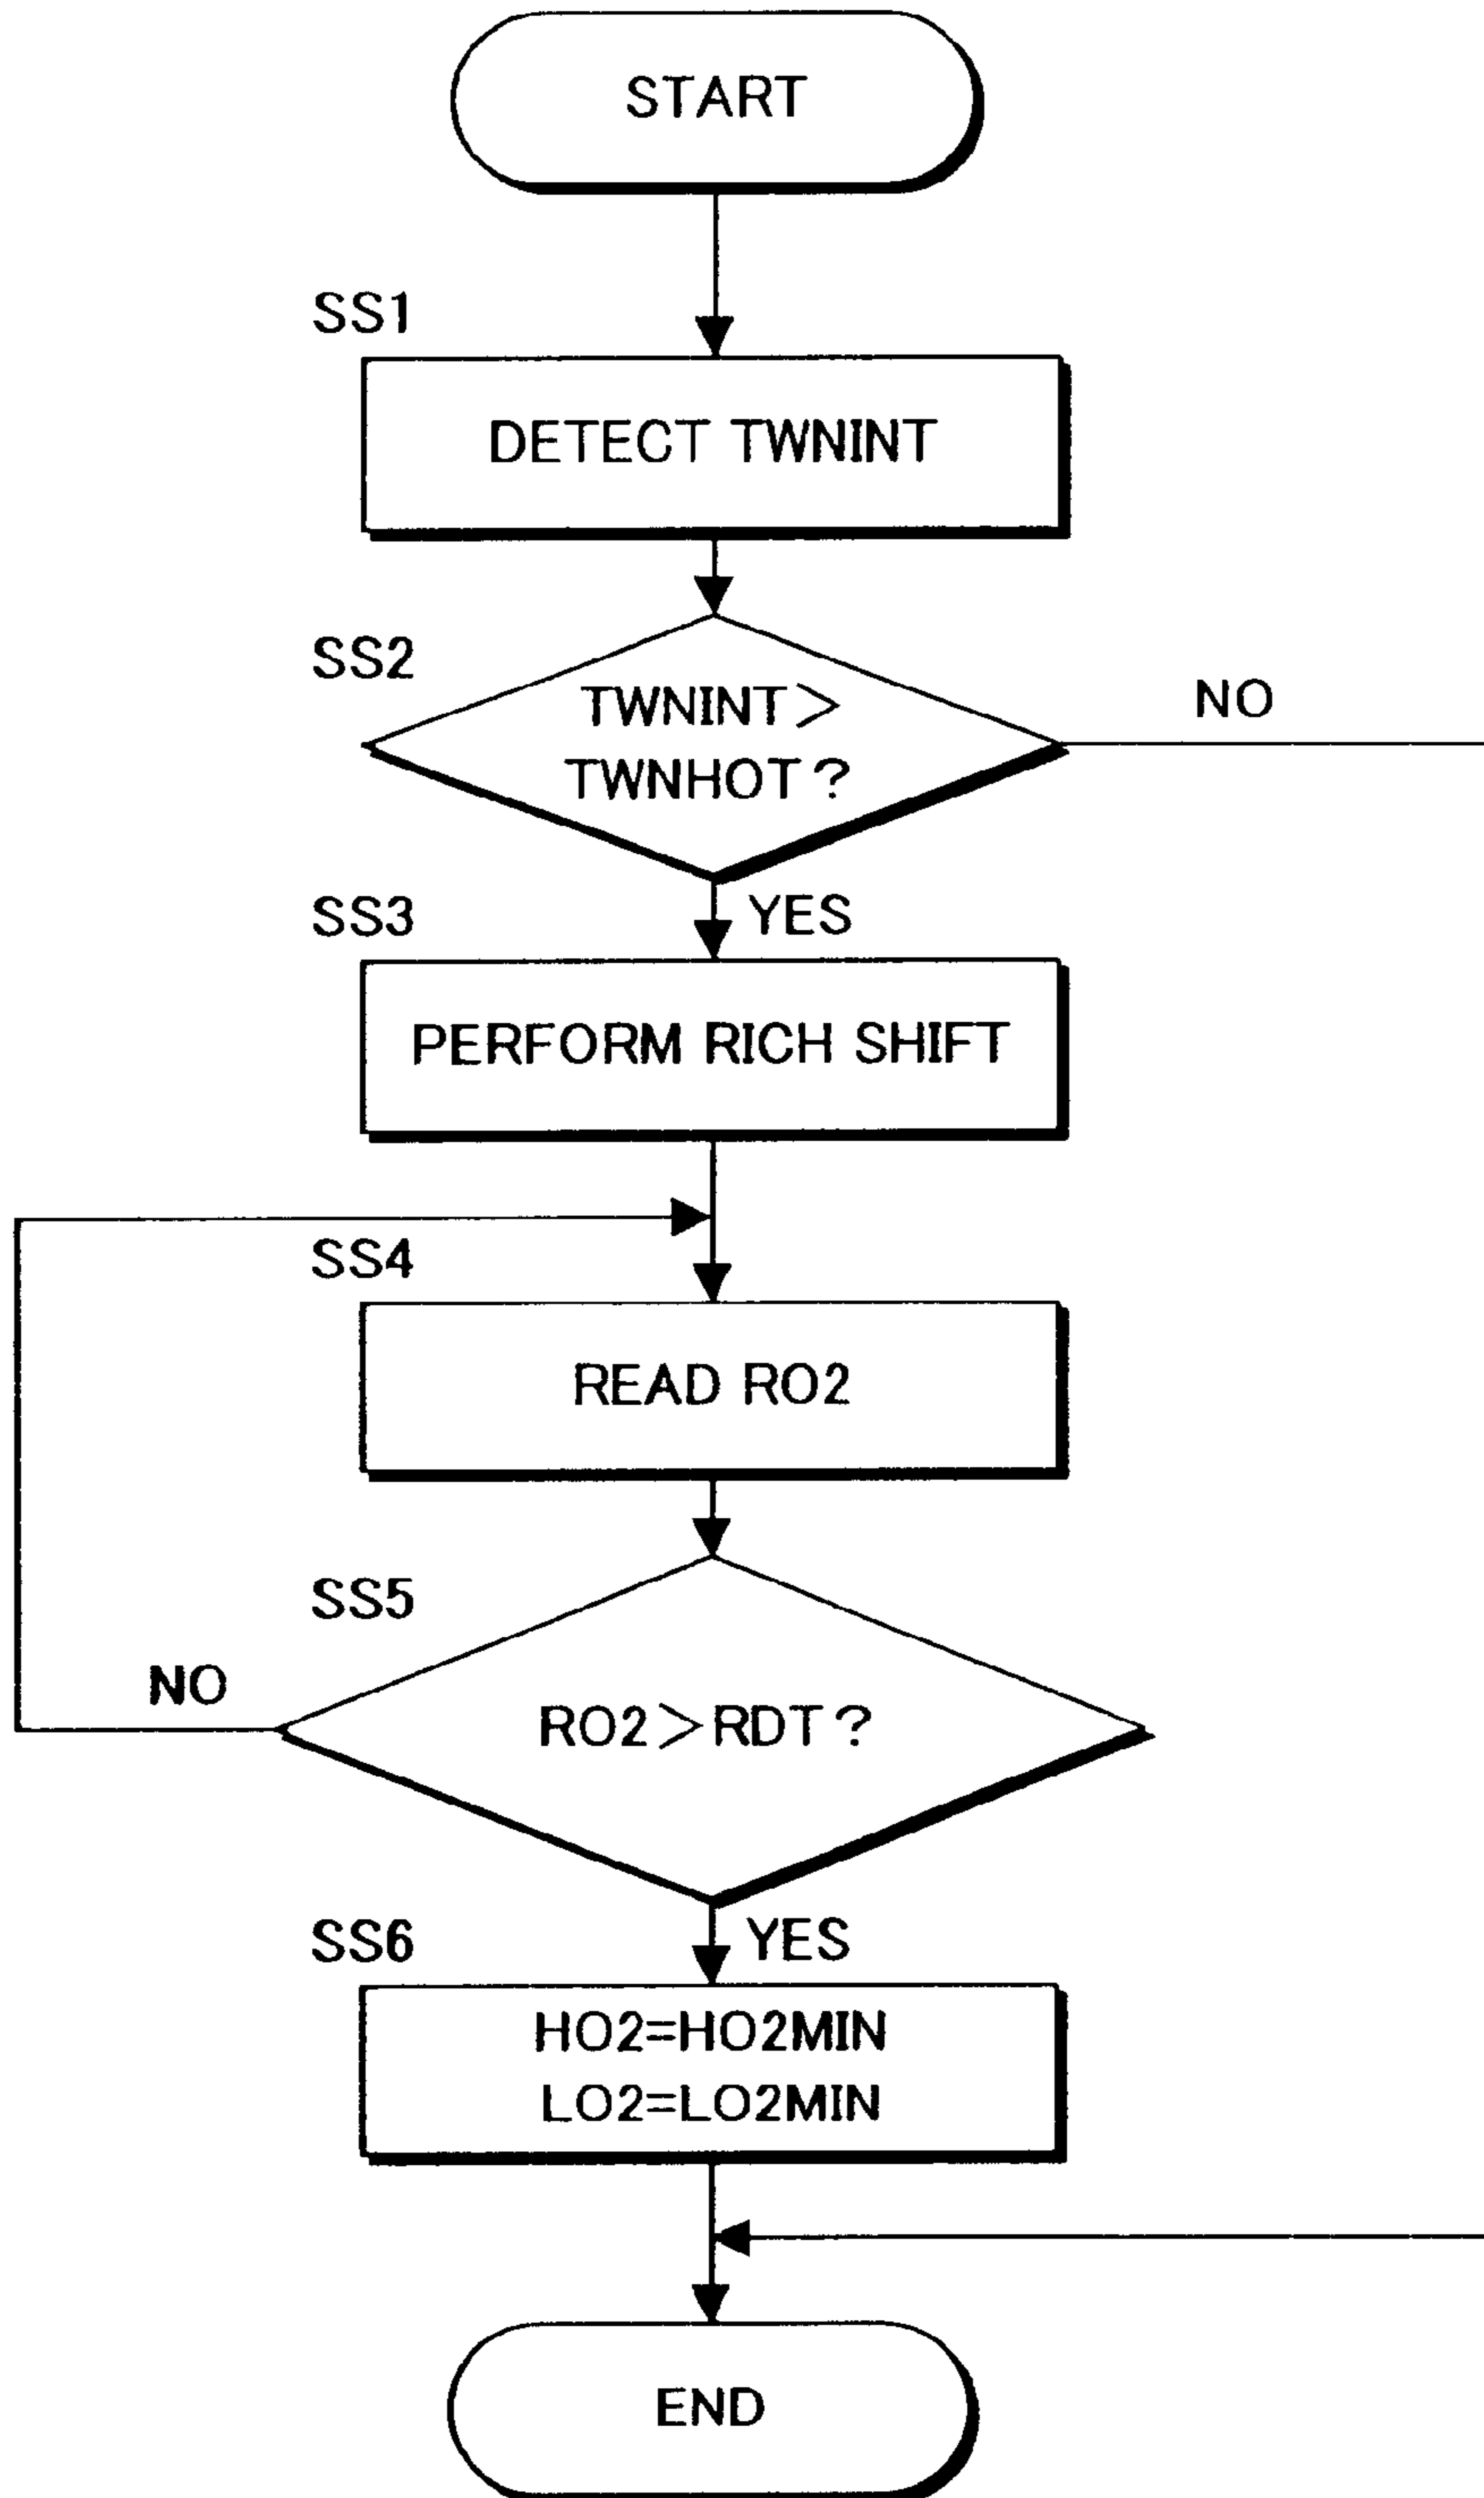 START
SS1
DETECT TWNINT
SS2
TWNINT>
TWNHOT?
NO
SS3
YES
PERFORM RICH SHIFT
SS4
READ RO2
SS5
NO
RO2>RDT?
SS6
YES
HO2=HO2MIN
LO2=LO2MIN
END